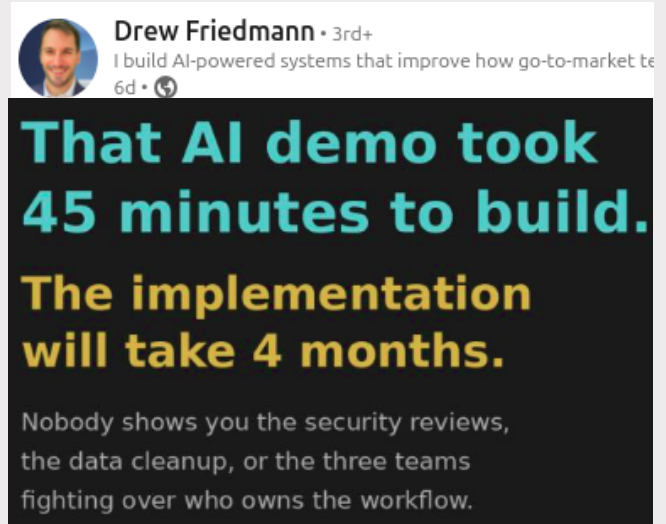 Drew Friedmann • 3rd+
I build AI-powered systems that improve how go-to-market
6d •
That AI demo took
45 minutes to build.
The implementation
will take 4 months.
Nobody shows you the security reviews,
the data cleanup, or the three teams
fighting over who owns the workflow.